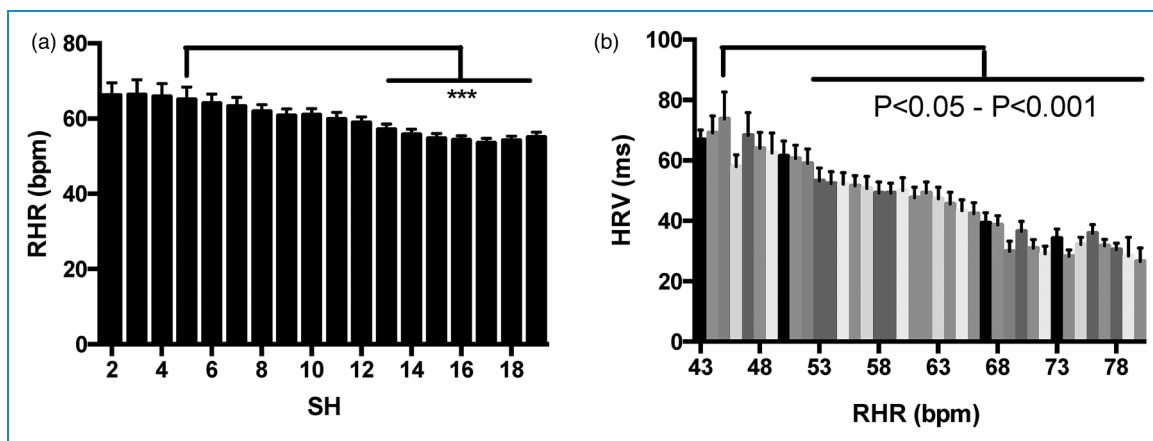 (a)
80
60
40
20
0
RHR (bpm)
***
2 4 6 8 10 12 14 16 18
SH
(b)
100
80
60
40
20
0
HRV (ms)
P<0.05 - P<0.001
43 48 53 58 63 68 73 78
RHR (bpm)